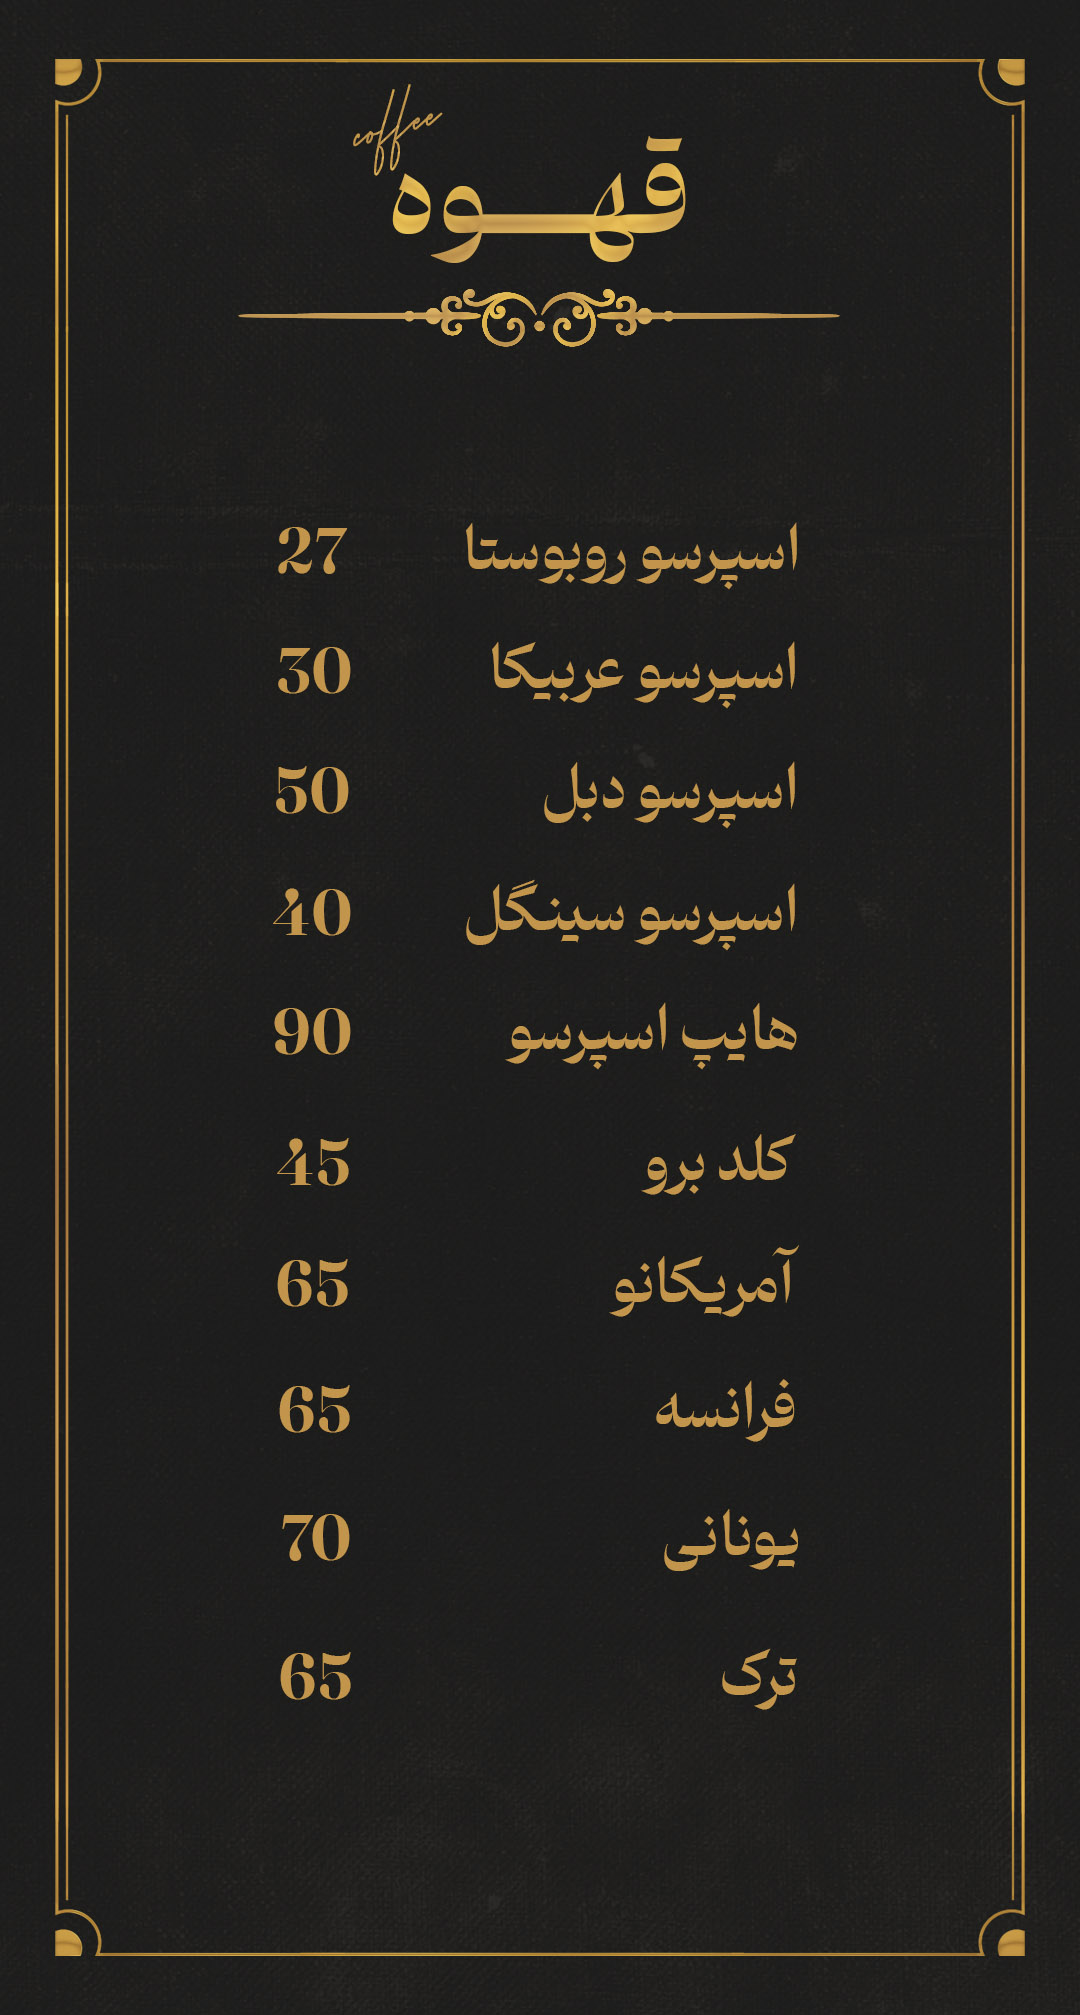 coffee
قهوه
اسپرسو روبوستا 27
اسپرسو عربیکا 30
اسپرسو دبل 50
اسپرسو سینگل 40
هایپ اسپرسو 90
کلد برو 45
آمریکانو 65
فرانسه 65
یونانی 70
ترک 65